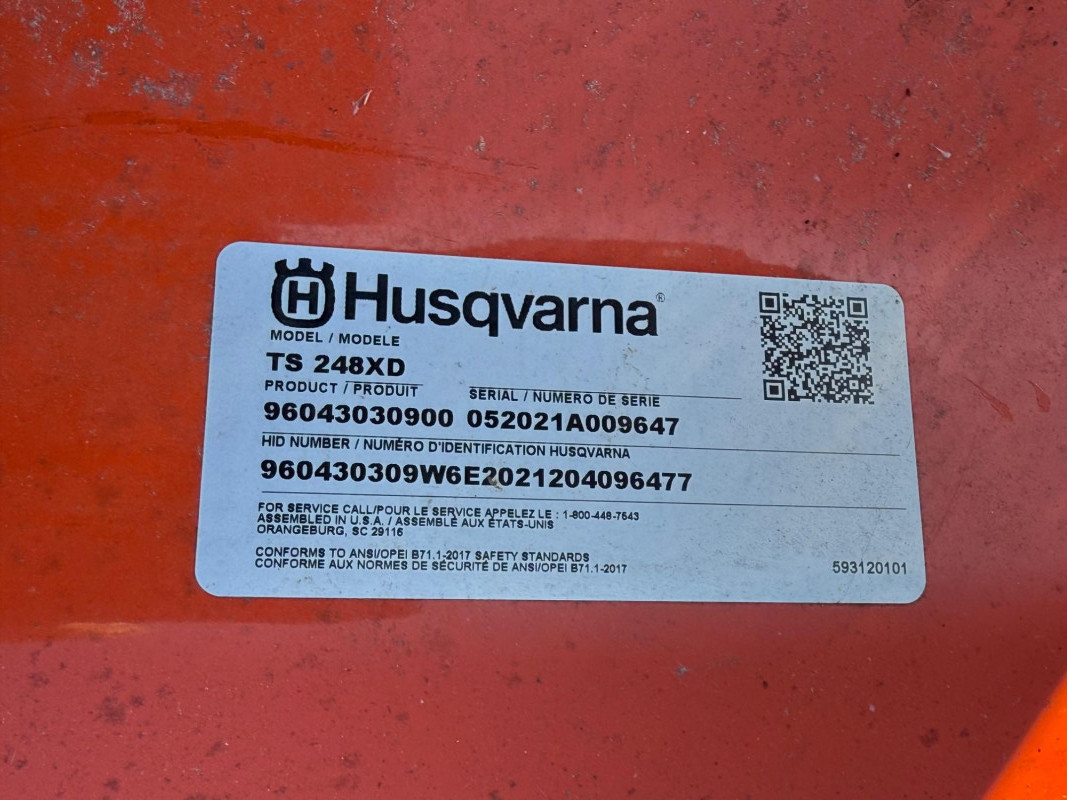 H Husqvarna®
MODEL / MODELE
TS 248XD
PRODUCT / PRODUIT SERIAL / NUMÉRO DE SERIE
96043030900 052021A009647
HID NUMBER / NUMÉRO D'IDENTIFICATION HUSQVARNA
960430309W6E2021204096477
FOR SERVICE CALL/POUR LE SERVICE APPELEZ LE : 1-800-448-7543
ASSEMBLED IN U.S.A. / ASSEMBLÉ AUX ÉTATS-UNIS
ORANGEBURG, SC 29116
CONFORMS TO ANSI/OPEI B71.1-2017 SAFETY STANDARDS
CONFORME AUX NORMES DE SÉCURITÉ DE ANSI/OPEI B71.1-2017
593120101